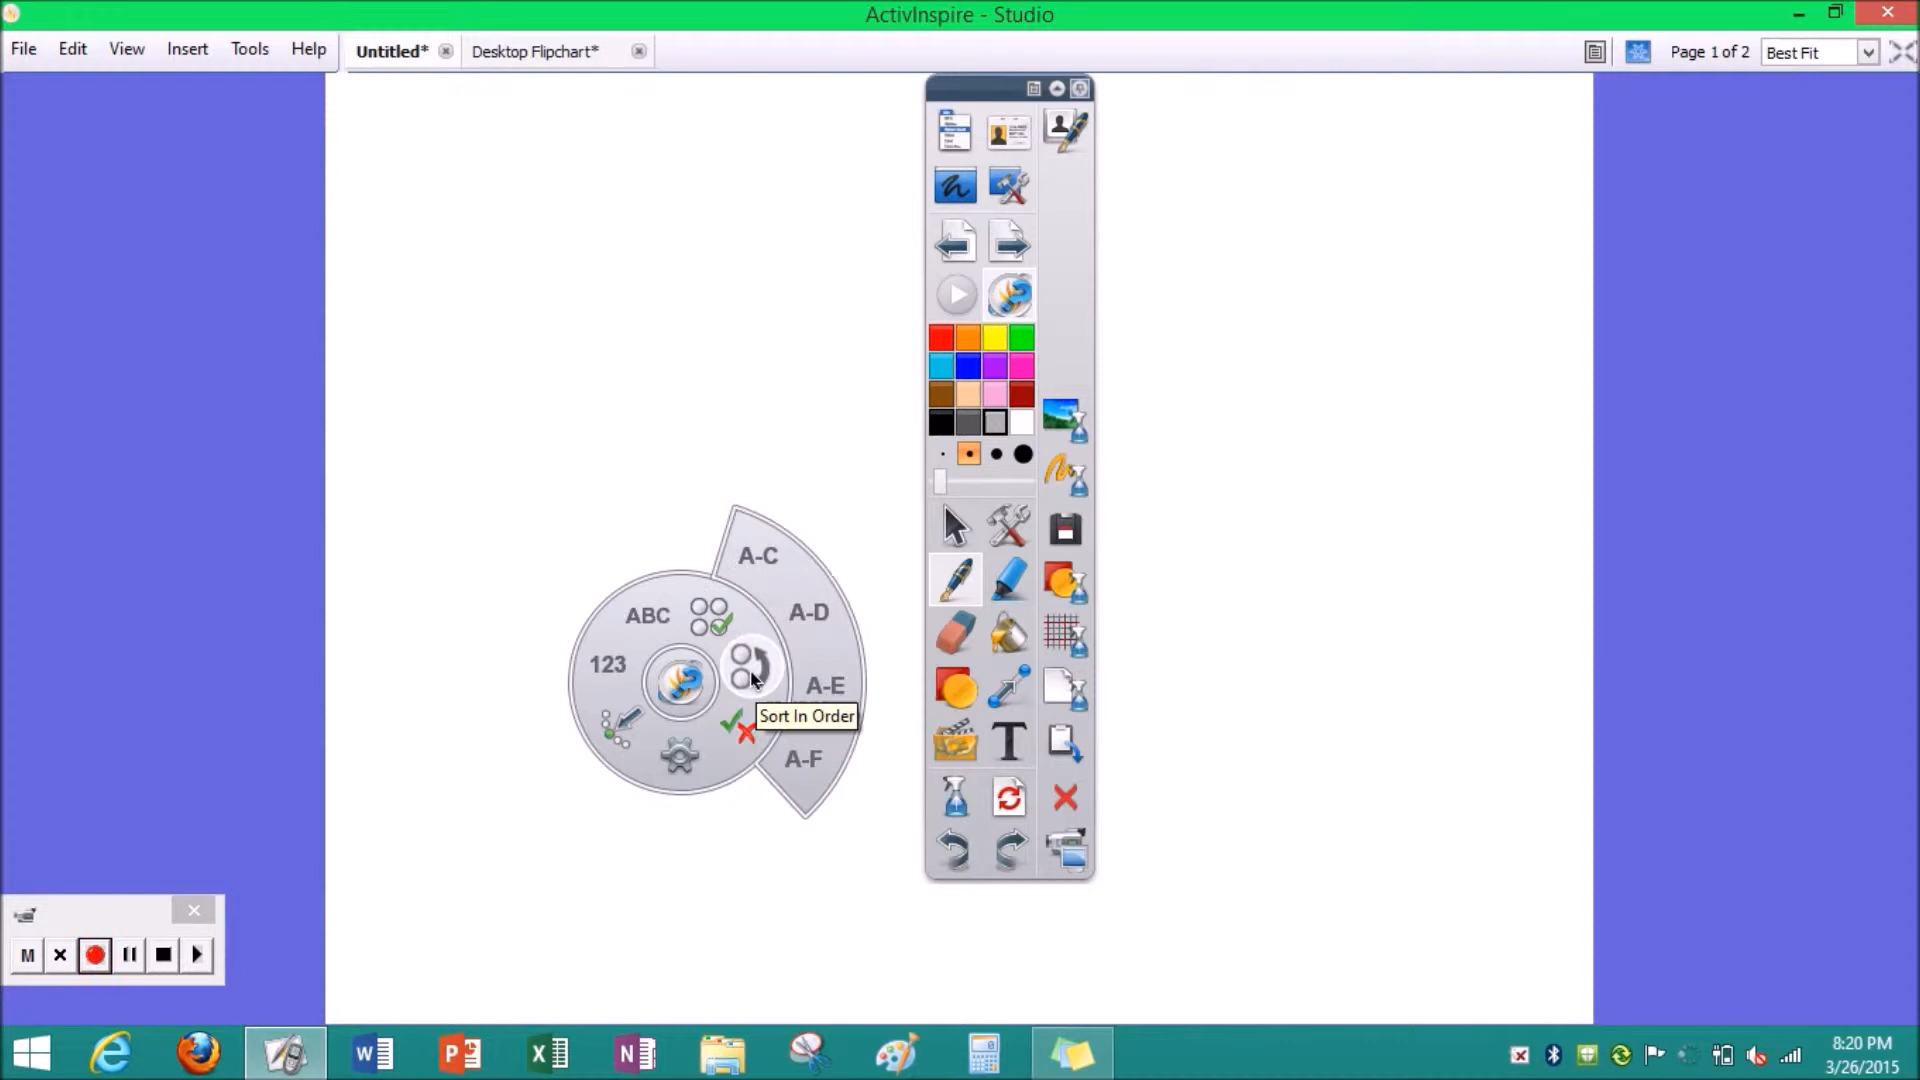 ActivInspire - Studio
File Edit View Insert Tools Help Untitled* Desktop Flipchart* Page 1 of 2 Best Fit
T
A-C
A-D
A-E
A-F
ABC
123
Sort In Order
M
8:20 PM
3/26/2015